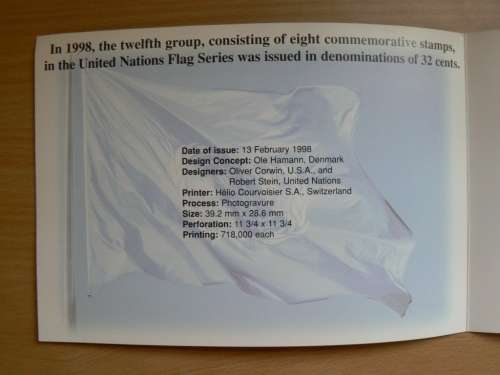 In 1998, the twelfth group, consisting of eight commemorative stamps,
in the United Nations Flag Series was issued in denominations of 32 cents.
Date of issue: 13 February 1998
Design Concept: Ole Hamann, Denmark
Designers: Oliver Corwin, U.S.A., and
Robert Stein, United Nations
Printer: Hélio Courvoisier S.A., Switzerland
Process: Photogravure
Size: 39.2 mm x 28.6 mm
Perforation: 11 3/4 x 11 3/4
Printing: 718,000 each